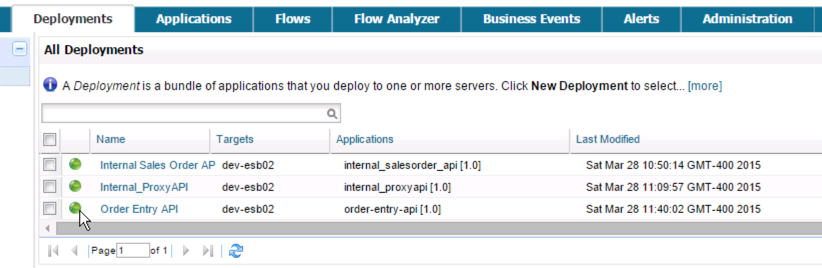 Deployments Applications Flows Flow Analyzer Business Events Alerts Administration
All Deployments
A Deployment is a bundle of applications that you deploy to one or more servers. Click New Deployment to select... [more]
Name Targets Applications Last Modified
Internal Sales Order AP dev-esb02 internal_salesorder_api [1.0] Sat Mar 28 10:50:14 GMT-400 2015
Internal_ProxyAPI dev-esb02 internal_proxyapi [1.0] Sat Mar 28 11:09:57 GMT-400 2015
Order Entry API dev-esb02 order-entry-api [1.0] Sat Mar 28 11:40:02 GMT-400 2015
Page 1 of 1